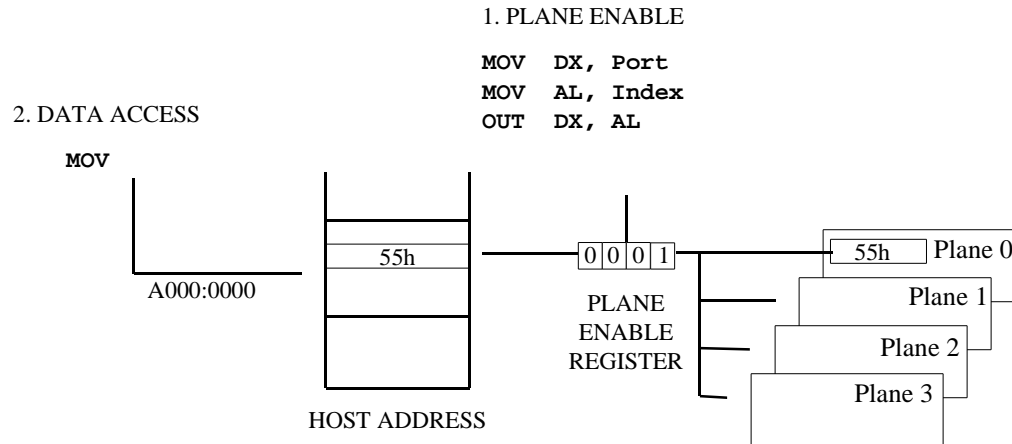 1. PLANE ENABLE
MOV DX, Port
MOV AL, Index
OUT DX, AL
2. DATA ACCESS
MOV
A000:0000
55h
HOST ADDRESS
0 0 0 1
PLANE
ENABLE
REGISTER
55h
Plane 0
Plane 1
Plane 2
Plane 3